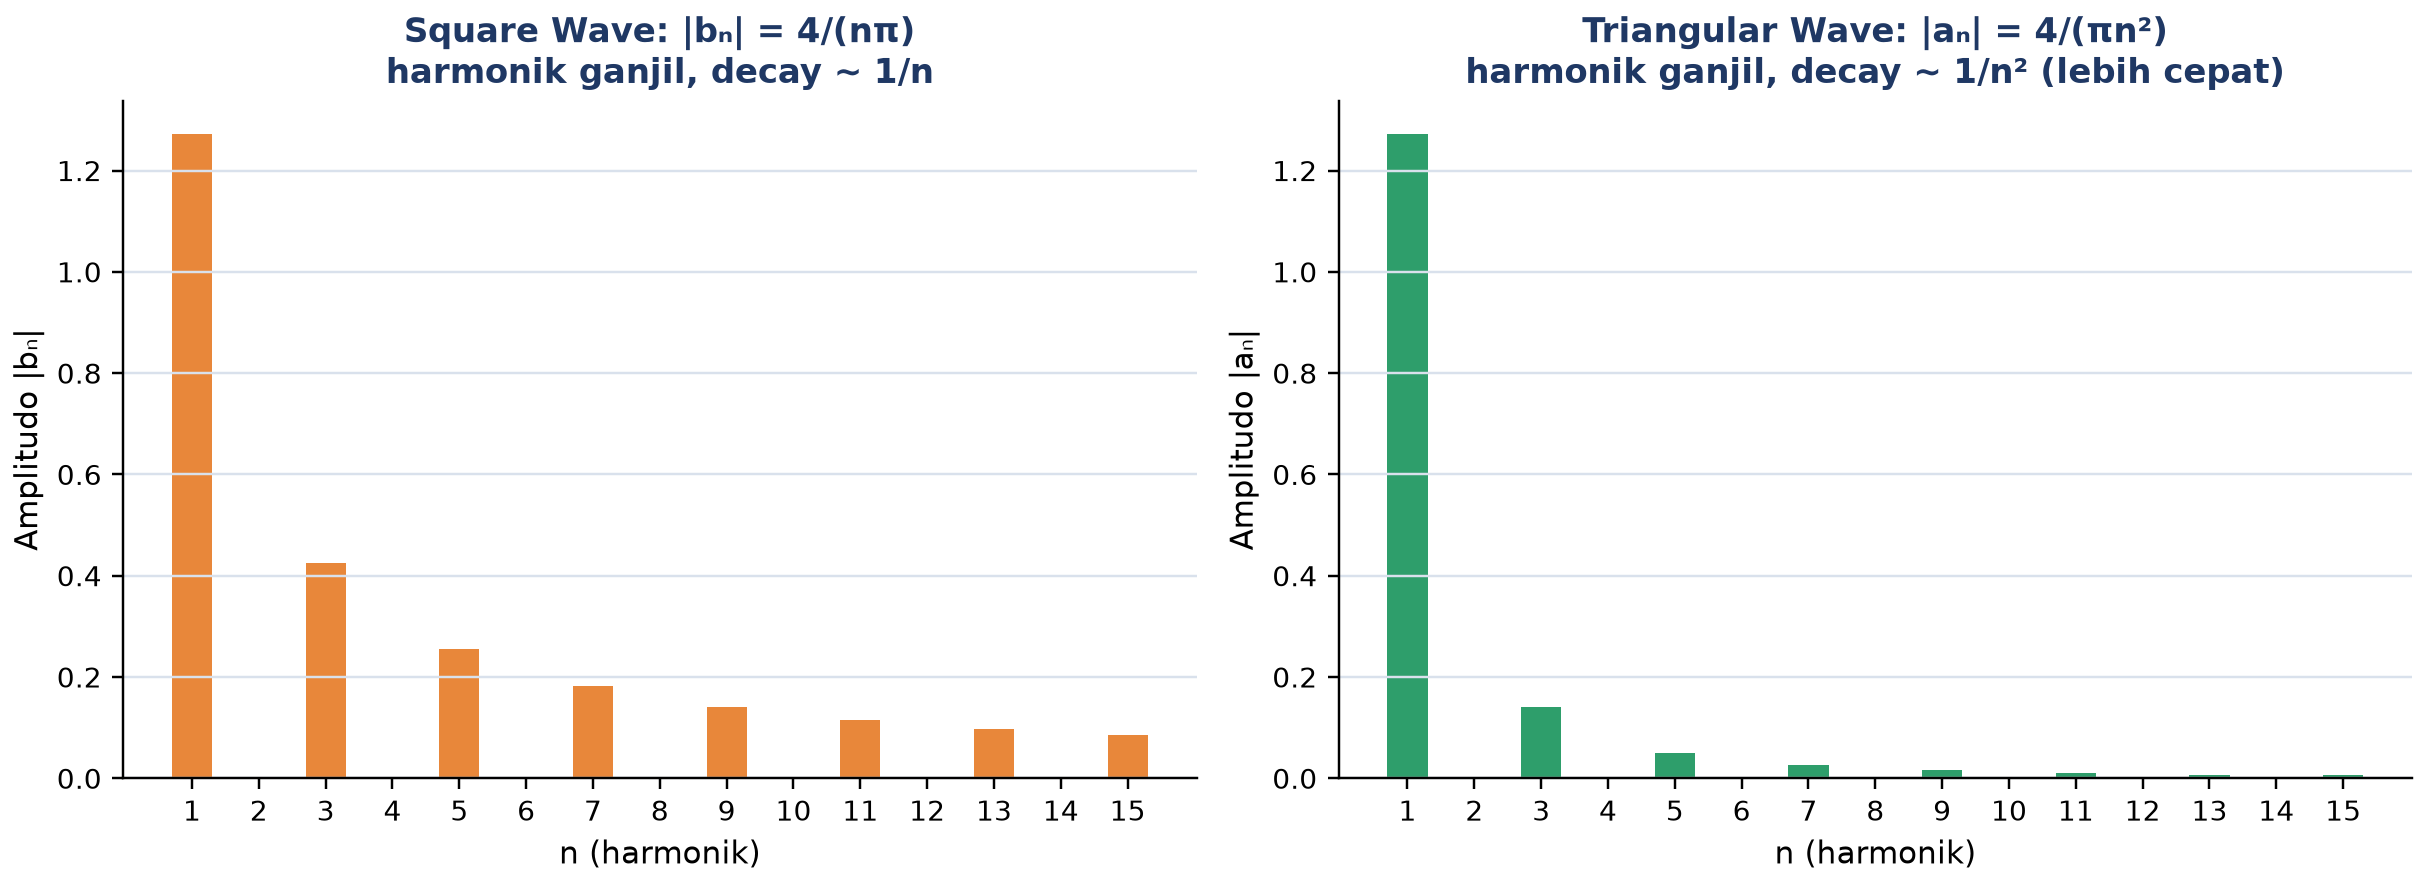 Square Wave: |bₙ| = 4/(nπ)
harmonik ganjil, decay ~ 1/n
Amplitudo |bₙ|
1.2
1.0
0.8
0.6
0.4
0.2
0.0
1 2 3 4 5 6 7 8 9 10 11 12 13 14 15
n (harmonik)
Triangular Wave: |aₙ| = 4/(πn²)
harmonik ganjil, decay ~ 1/n² (lebih cepat)
Amplitudo |aₙ|
1.2
1.0
0.8
0.6
0.4
0.2
0.0
1 2 3 4 5 6 7 8 9 10 11 12 13 14 15
n (harmonik)